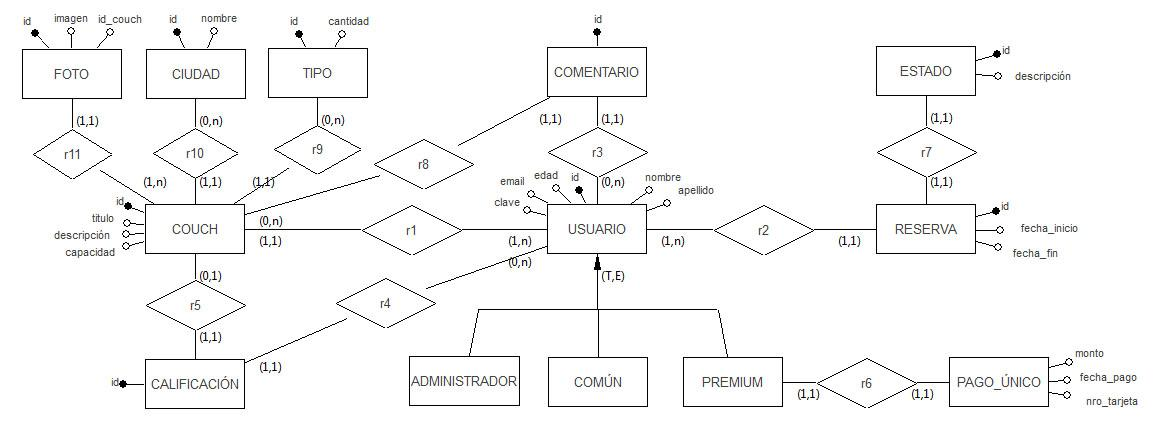 id
imagen
id_couch
id
nombre
id
cantidad
id
FOTO
CIUDAD
TIPO
COMENTARIO
ESTADO
id
descripción
(1,1)
(0,n)
(0,n)
(1,1)
(1,1)
(1,1)
r11
r10
r9
r8
r3
r7
(1,n)
(1,1)
(1,1)
(0,n)
(1,1)
email
edad
id
nombre
apellido
clave
id
titulo
descripción
capacidad
COUCH
(0,n)
(1,1)
r1
(1,n)
(0,n)
USUARIO
(1,n)
r2
(1,1)
RESERVA
id
fecha_inicio
fecha_fin
(0,1)
(T,E)
r5
r4
(1,1)
(1,1)
id
CALIFICACIÓN
ADMINISTRADOR
COMÚN
PREMIUM
(1,1)
r6
(1,1)
PAGO_ÚNICO
monto
fecha_pago
nro_tarjeta